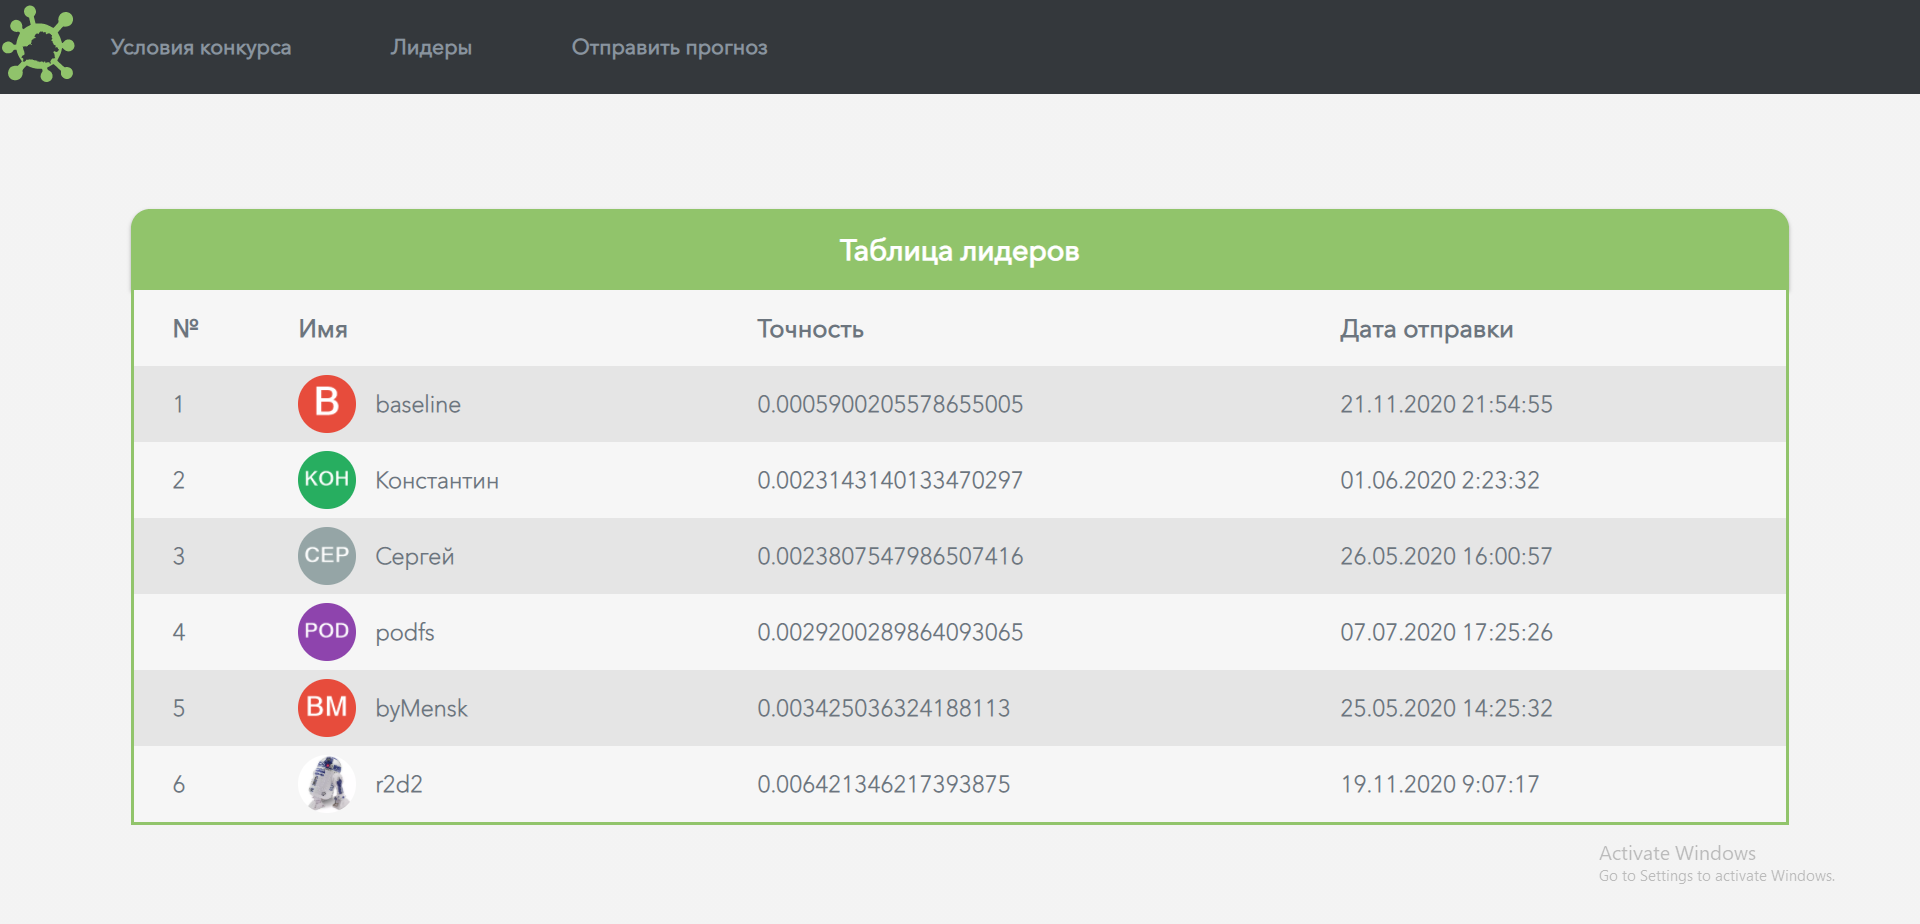 Условия конкурса Лидеры Отправить прогноз
Таблица лидеров
№ Имя Точность Дата отправки
1 B baseline 0.0005900205578655005 21.11.2020 21:54:55
2 КОН Константин 0.0023143140133470297 01.06.2020 2:23:32
3 СЕР Сергей 0.0023807547986507416 26.05.2020 16:00:57
4 POD podfs 0.0029200289864093065 07.07.2020 17:25:26
5 BM byMensk 0.003425036324188113 25.05.2020 14:25:32
6 r2d2 0.006421346217393875 19.11.2020 9:07:17
Activate Windows
Go to Settings to activate Windows.